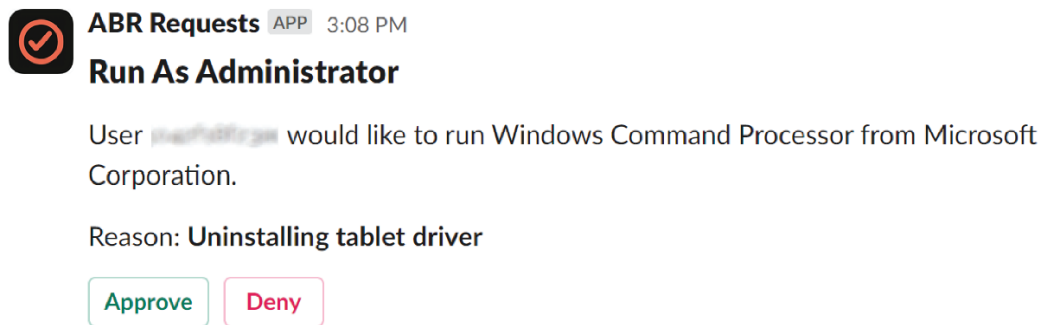 ABR Requests APP 3:08 PM
Run As Administrator
User would like to run Windows Command Processor from Microsoft
Corporation.
Reason: Uninstalling tablet driver
Approve Deny